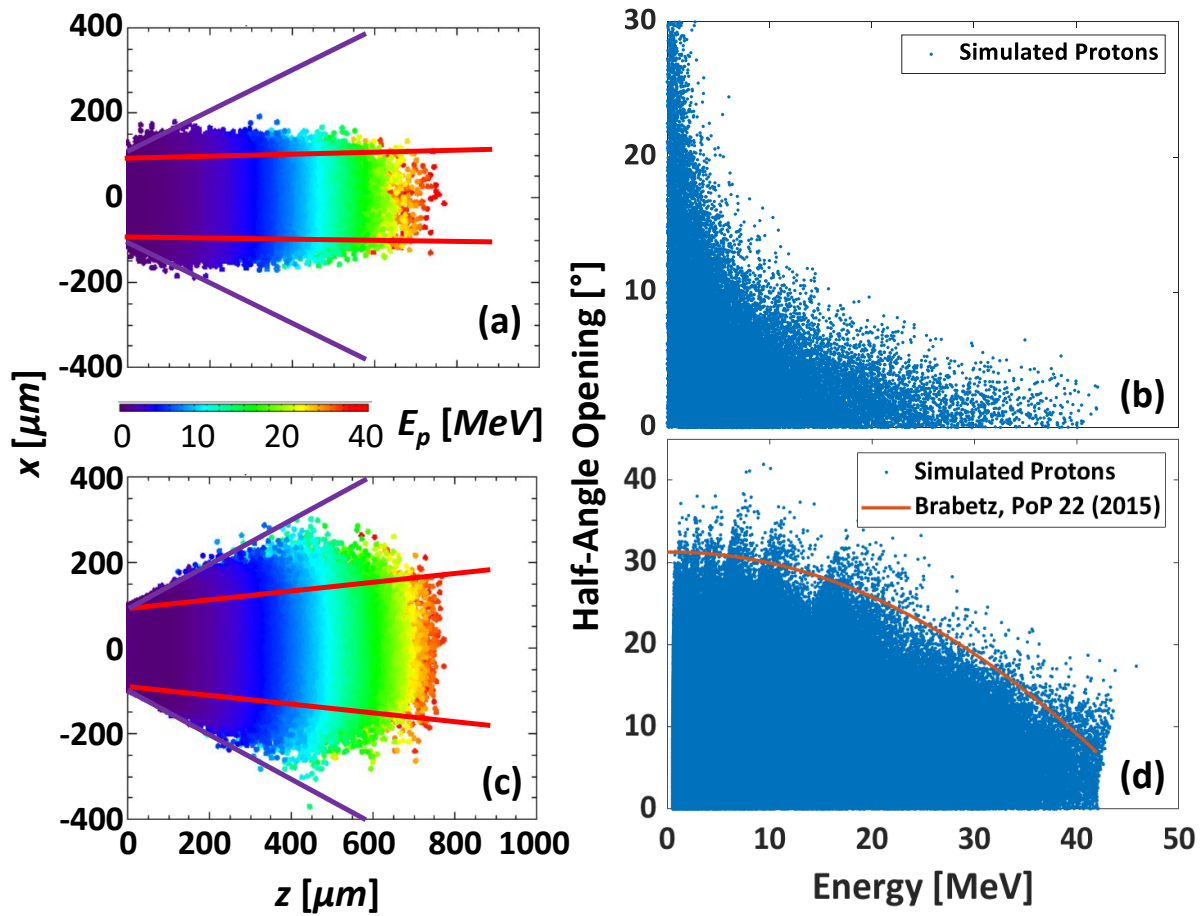 400
200
0
-200
-400
(a)
x [μm]
0 10 20 40 E_p [MeV]
400
200
0
-200
-400
(c)
0 200 400 600 800 1000
z [μm]
Half-Angle Opening [°]
30
20
10
0
Simulated Protons
(b)
40
30
20
10
0
Simulated Protons
Brabetz, PoP 22 (2015)
(d)
0 10 20 30 40 50
Energy [MeV]